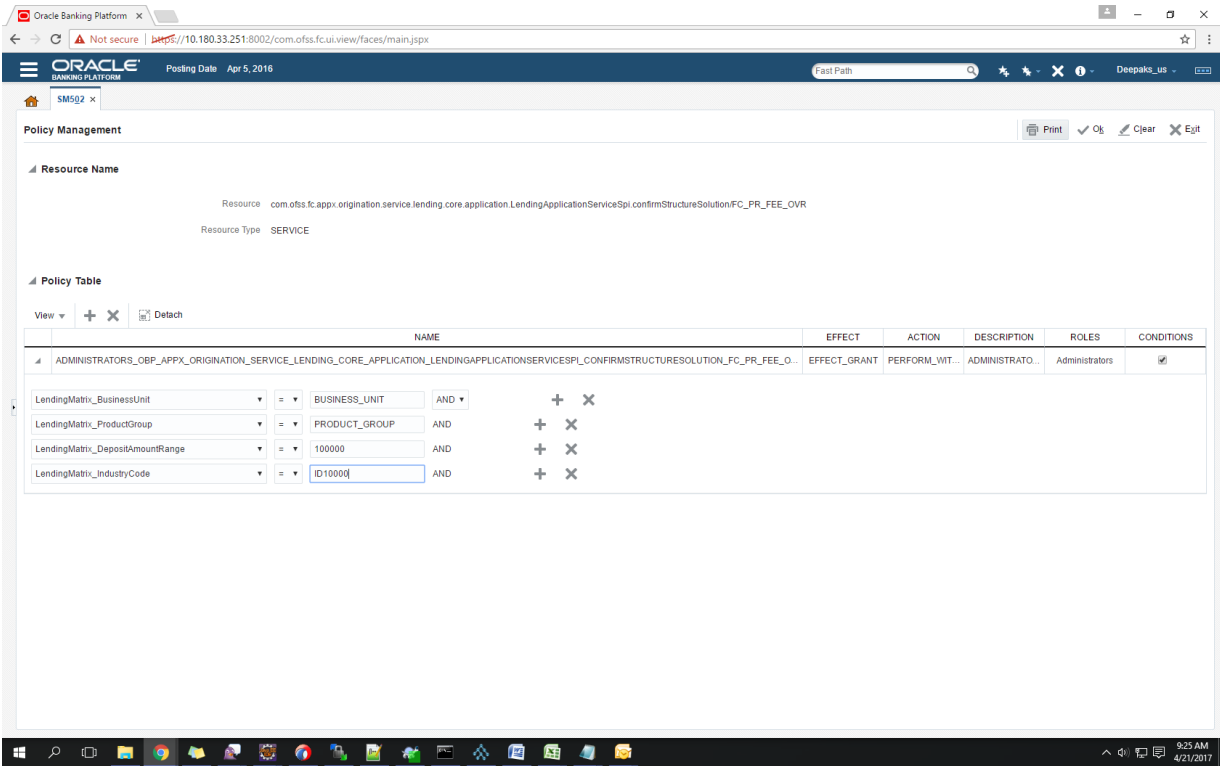 Oracle Banking Platform
Not secure | https://10.180.33.251:8002/com.ofss.fc.ui.view/faces/main.jspx
ORACLE
BANKING PLATFORM
Posting Date Apr 5, 2016
Fast Path
Deepaks_us
SM502
Policy Management
Print Ok Clear Exit
Resource Name
Resource com.ofss.fc.appx.origination.service.lending.core.application.LendingApplicationServiceSpi.confirmStructureSolution/FC_PR_FEE_OVR
Resource Type SERVICE
Policy Table
View Detach
NAME EFFECT ACTION DESCRIPTION ROLES CONDITIONS
ADMINISTRATORS_OBP_APPX_ORIGINATION_SERVICE_LENDING_CORE_APPLICATION_LENDINGAPPLICATIONSERVICESPI_CONFIRMSTRUCTURESOLUTION_FC_PR_FEE_O... EFFECT_GRANT PERFORM_WIT... ADMINISTRATO... Administrators
LendingMatrix_BusinessUnit = BUSINESS_UNIT AND
LendingMatrix_ProductGroup = PRODUCT_GROUP AND
LendingMatrix_DepositAmountRange = 100000 AND
LendingMatrix_IndustryCode = ID10000 AND
9:25 AM
4/21/2017